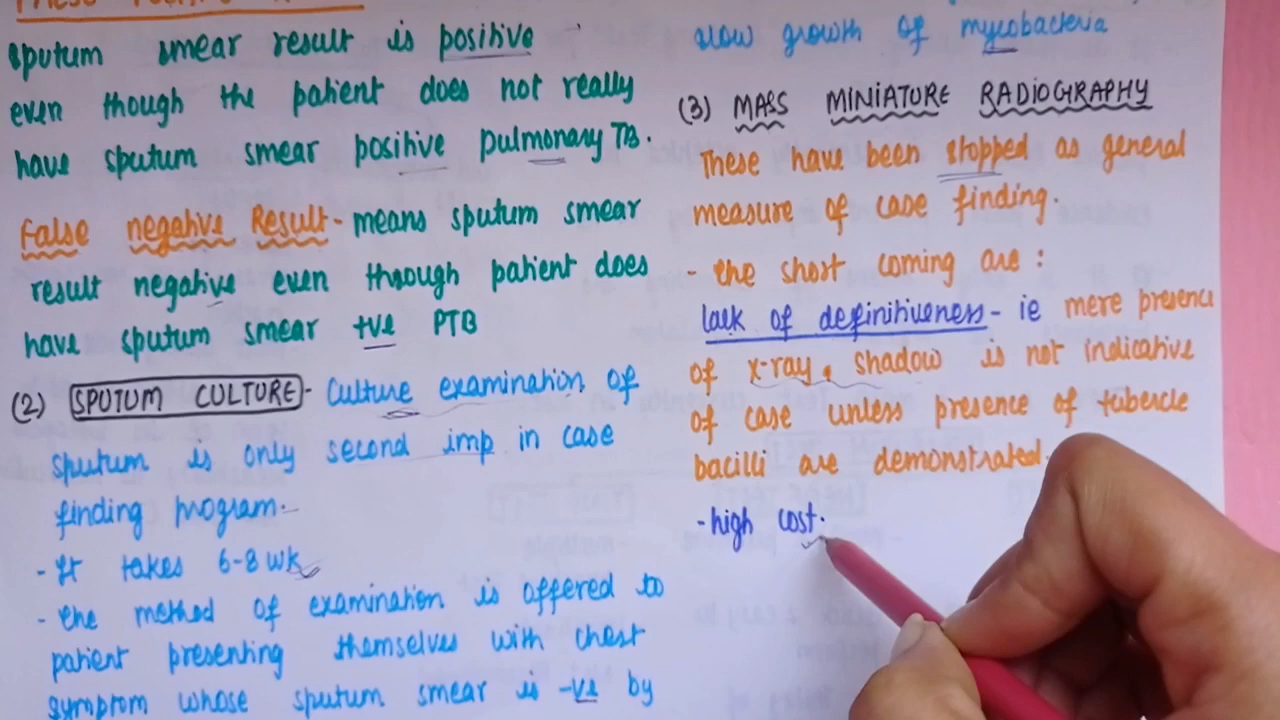 sputum smear result is positive
even though the patient does not really
have sputum smear positive pulmonary TB.
False negative Result - means sputum smear
result negative even through patient does
have sputum smear +ve PTB
(2) SPUTUM CULTURE - Culture examination of
sputum is only second imp in case
finding program.
- It takes 6-8 wk
- the method of examination is offered to
patient presenting themselves with chest
symptom whose sputum smear is -ve by
slow growth of mycobacteria
(3) MASS MINIATURE RADIOGRAPHY
These have been stopped as general
measure of case finding.
- the short coming are :
lack of definitiveness - ie mere presence
of x-ray shadow is not indicative
of case unless presence of tubercle
bacilli are demonstrated.
- high cost.